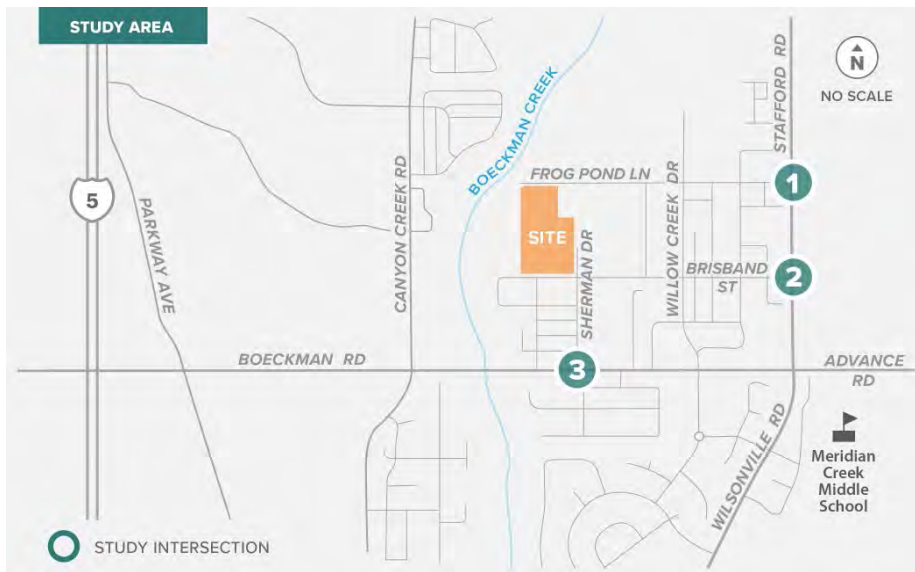 STUDY AREA
STAFFORD RD
N
NO SCALE
BOECKMAN CREEK
CANYON CREEK RD
FROG POND LN
1
5
PARKWAY AVE
SITE
SHERMAN DR
WILLOW CREEK DR
BRISBAND
ST
2
BOECKMAN RD
3
ADVANCE
RD
WILSONVILLE RD
Meridian
Creek
Middle
School
STUDY INTERSECTION